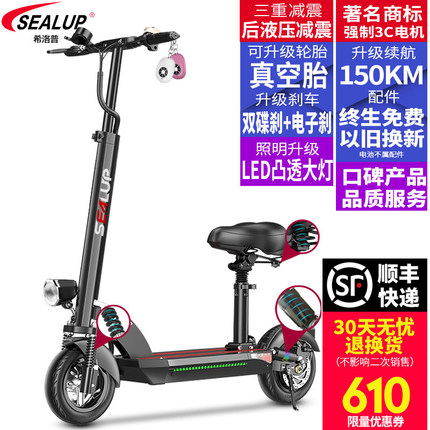 SEALUP
希洛普
三重减震
后液压减震
可升级轮胎
真空胎
升级刹车
双碟刹+电子刹
照明升级
LED凸透大灯
著名商标
强制3C电机
升级续航
150KM
配件
终生免费
以旧换新
电池不属配件
口碑产品
品质服务
SEALUP
SF
顺丰
快递
30天无忧
退换货
(不影响二次销售)
610
限量优惠券